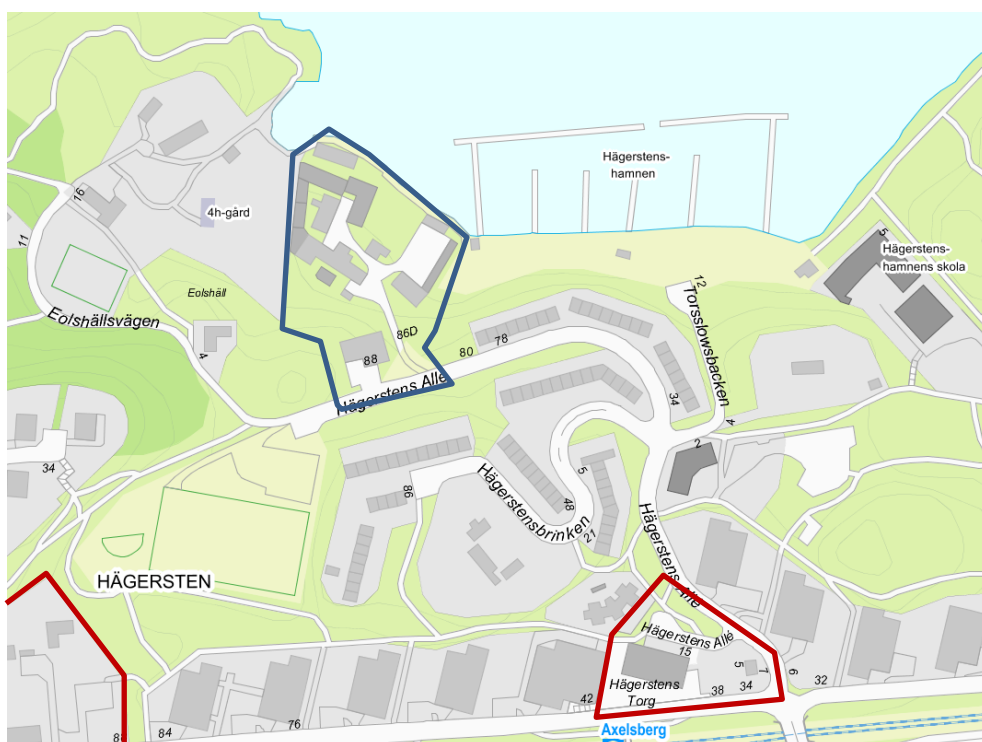 Hägerstens-
hamnen
16
4h-gård
11
5
Hägerstens-
hamnens skola
Eolshäll
12
Eolshällsvägen
Torsslowsbacken
86D
78
80
4
88
Hägerstens Allé
34
4
2
34
86
Hägerstensbrinken
5
48
21
Hägerstens Allé
HÄGERSTEN
Hägerstens Allé
15
5
7
6
32
Hägerstens
Torg
38
34
42
76
84
Axelsberg